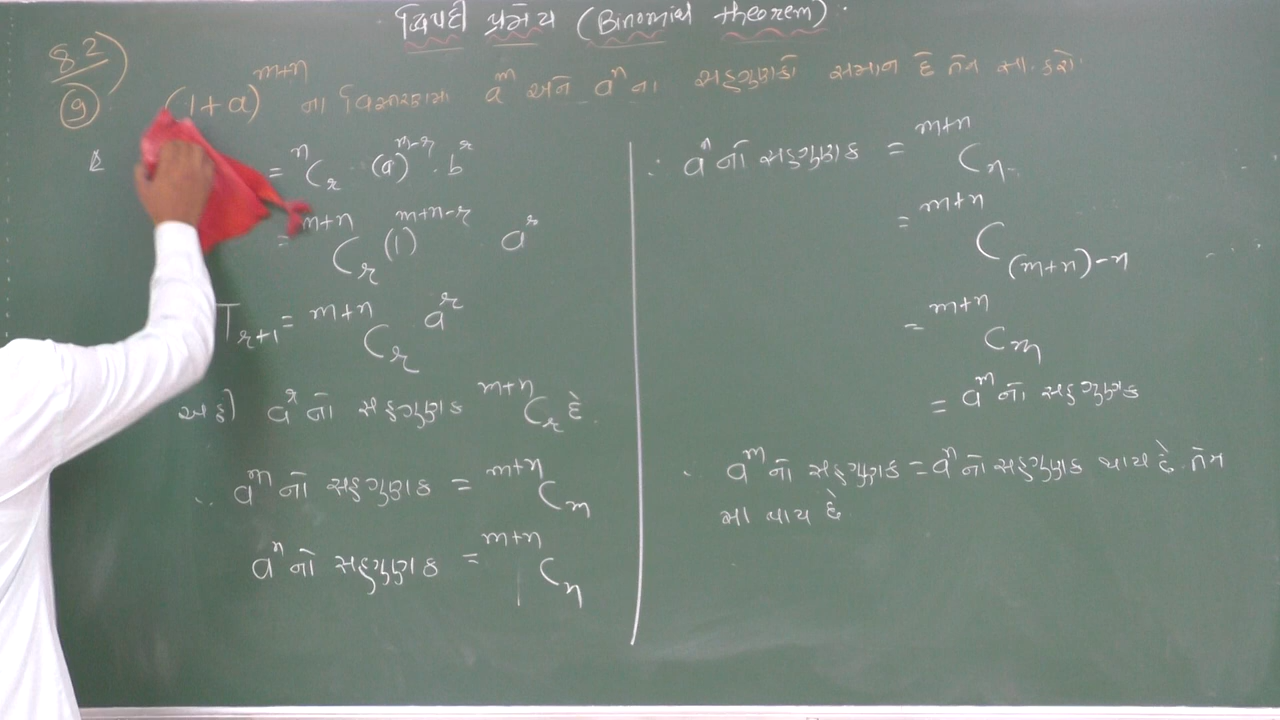 દ્વિપદી પ્રમેય (Binomial theorem).
8.2) (1+a)^{m+n} ના વિસ્તરણમાં a^m અને a^n ના સહગુણકો સમાન છે તેમ સા. કરો.
9
= ^nC_r (a)^{n-r} . b^r
= ^{m+n}C_r (1)^{m+n-r} a^r
T_{r+1} = ^{m+n}C_r a^r
અહીં a^r નો સહગુણક ^{m+n}C_r છે.
∴ a^m નો સહગુણક = ^{m+n}C_m
a^n નો સહગુણક = ^{m+n}C_n
∴ a^n નો સહગુણક = ^{m+n}C_n.
= ^{m+n}C_{(m+n)-n}
= ^{m+n}C_m
= a^m નો સહગુણક
∴ a^m નો સહગુણક = a^n નો સહગુણક થાય છે તેમ
સા થાય છે